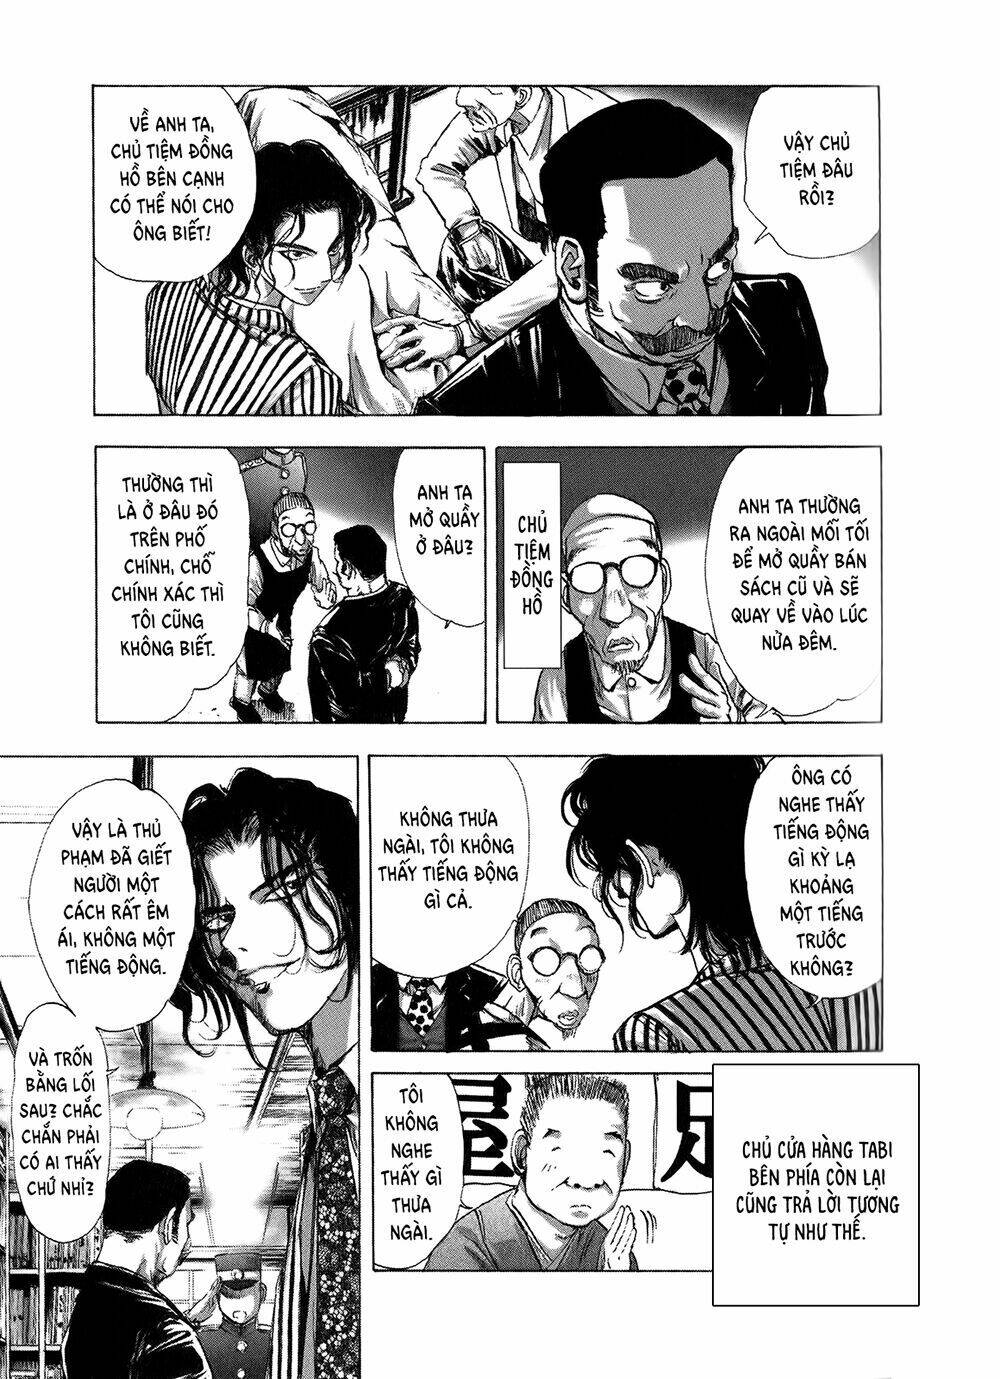 VẬY CHỦ
TIỆM ĐÂU
RỒI?
VỀ ANH TA,
CHỦ TIỆM ĐỒNG
HỒ BÊN CẠNH
CÓ THỂ NÓI CHO
ÔNG BIẾT!
ANH TA THƯỜNG
RA NGOÀI MỖI TỐI
ĐỂ MỞ QUẦY BÁN
SÁCH CŨ VÀ SẼ
QUAY VỀ VÀO LÚC
NỬA ĐÊM.
CHỦ
TIỆM
ĐỒNG
HỒ
ANH TA
MỞ QUẦY
Ở ĐÂU?
THƯỜNG THÌ
LÀ Ở ĐÂU ĐÓ
TRÊN PHỐ
CHÍNH, CHỖ
CHÍNH XÁC THÌ
TÔI CŨNG
KHÔNG BIẾT.
ÔNG CÓ
NGHE THẤY
TIẾNG ĐỘNG
GÌ KỲ LẠ
KHOẢNG
MỘT TIẾNG
TRƯỚC
KHÔNG?
KHÔNG THƯA
NGÀI, TÔI KHÔNG
THẤY TIẾNG ĐỘNG
GÌ CẢ.
CHỦ CỬA HÀNG TABI
BÊN PHÍA CÒN LẠI
CŨNG TRẢ LỜI TƯƠNG
TỰ NHƯ THẾ.
足
屋
TÔI
KHÔNG
NGHE
THẤY GÌ
THƯA
NGÀI.
VẬY LÀ THỦ
PHẠM ĐÃ GIẾT
NGƯỜI MỘT
CÁCH RẤT ÊM
ÁI, KHÔNG MỘT
TIẾNG ĐỘNG.
VÀ TRỐN
BẰNG LỐI
SAU? CHẮC
CHẮN PHẢI
CÓ AI THẤY
CHỨ NHỈ?